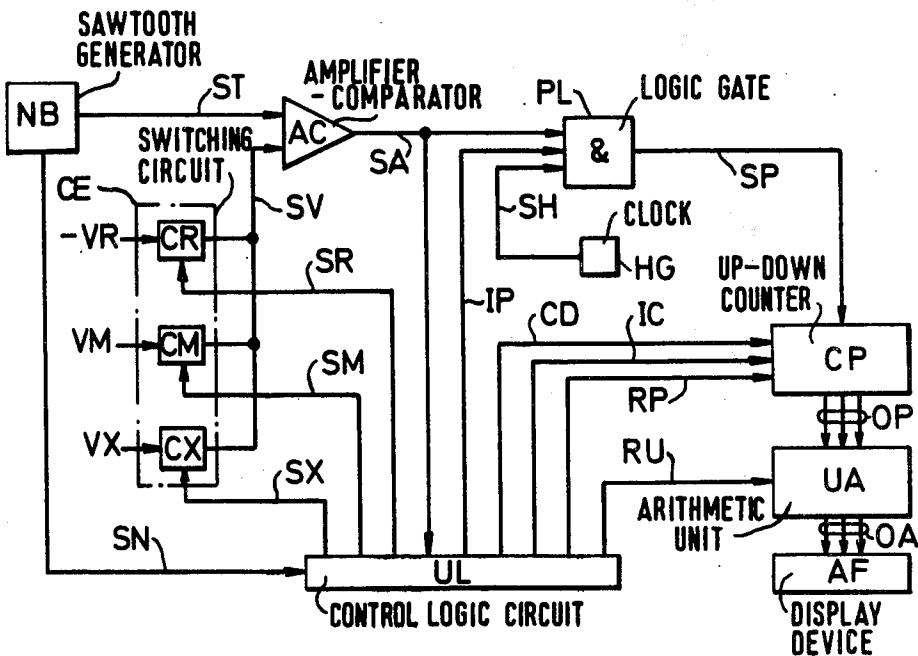 SAWTOOTH
GENERATOR
NB
ST
AMPLIFIER
-COMPARATOR
AC
SA
PL
LOGIC GATE
&
SP
SWITCHING
CIRCUIT
CE
SV
SH
CLOCK
HG
-VR
CR
SR
IP
CD
IC
UP-DOWN
COUNTER
VM
CM
SM
CP
RP
OP
VX
CX
SX
RU
UA
ARITHMETIC
UNIT
OA
SN
UL
AF
CONTROL LOGIC CIRCUIT
DISPLAY
DEVICE